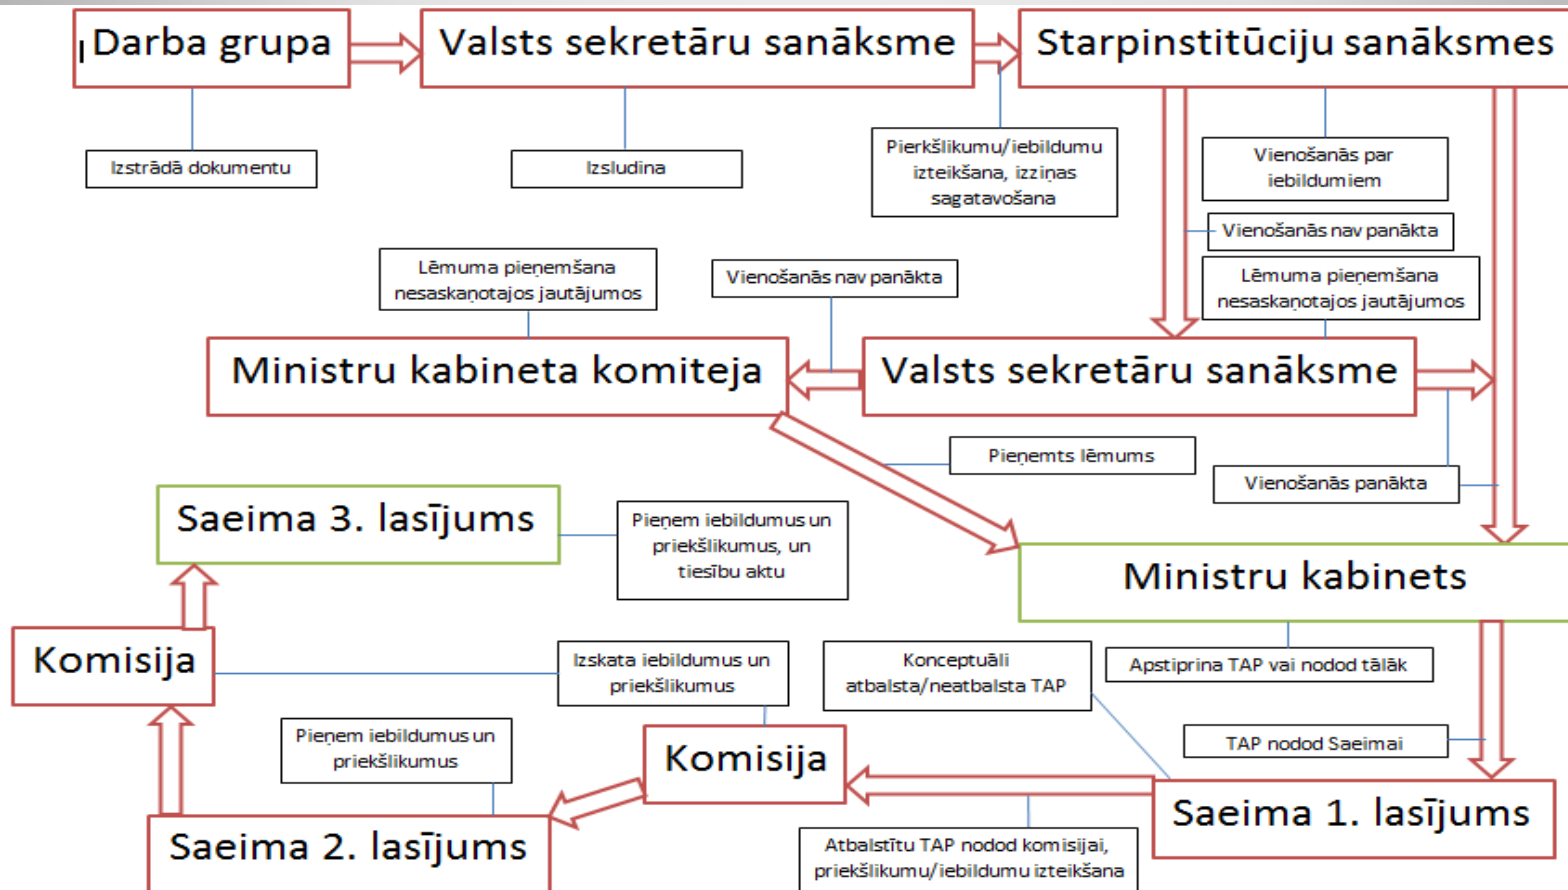 Darba grupa
Valsts sekretāru sanāksme
Starpinstitūciju sanāksmes
Izstrādā dokumentu
Izsludina
Pierkšlikumu/iebildumu
izteikšana, izziņas
sagatavošana
Vienošanās par
iebildumiem
Vienošanās nav panākta
Lēmuma pieņemšana
nesaskaņotajos jautājumos
Vienošanās nav panākta
Lēmuma pieņemšana
nesaskaņotajos jautājumos
Ministru kabineta komiteja
Valsts sekretāru sanāksme
Pieņemts lēmums
Vienošanās panākta
Saeima 3. lasījums
Pieņem iebildumus un
priekšlikumus, un
tiesību aktu
Ministru kabinets
Komisija
Izskata iebildumus un
priekšlikumus
Konceptuāli
atbalsta/neatbalsta TAP
Apstiprina TAP vai nodod tālāk
Pieņem iebildumus un
priekšlikumus
Komisija
TAP nodod Saeimai
Saeima 1. lasījums
Saeima 2. lasījums
Atbalstītu TAP nodod komisijai,
priekšlikumu/iebildumu izteikšana